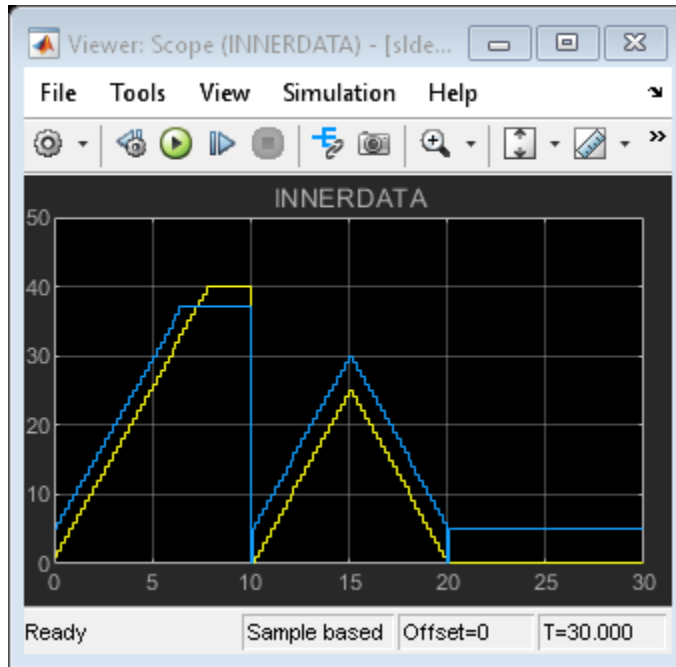 Viewer: Scope (INNERDATA) - [slde...
File Tools View Simulation Help
INNERDATA
50
40
30
20
10
0
0 5 10 15 20 25 30
Ready Sample based Offset=0 T=30.000